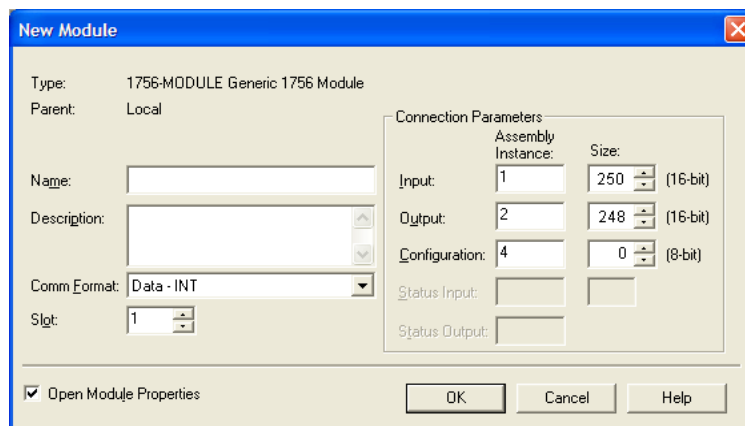 New Module
Type: 1756-MODULE Generic 1756 Module
Parent: Local
Connection Parameters
Assembly Instance: Size:
Name:
Input: 1 250 (16-bit)
Description:
Output: 2 248 (16-bit)
Configuration: 4 0 (8-bit)
Comm Format: Data - INT
Status Input:
Slot: 1
Status Output:
Open Module Properties
OK Cancel Help